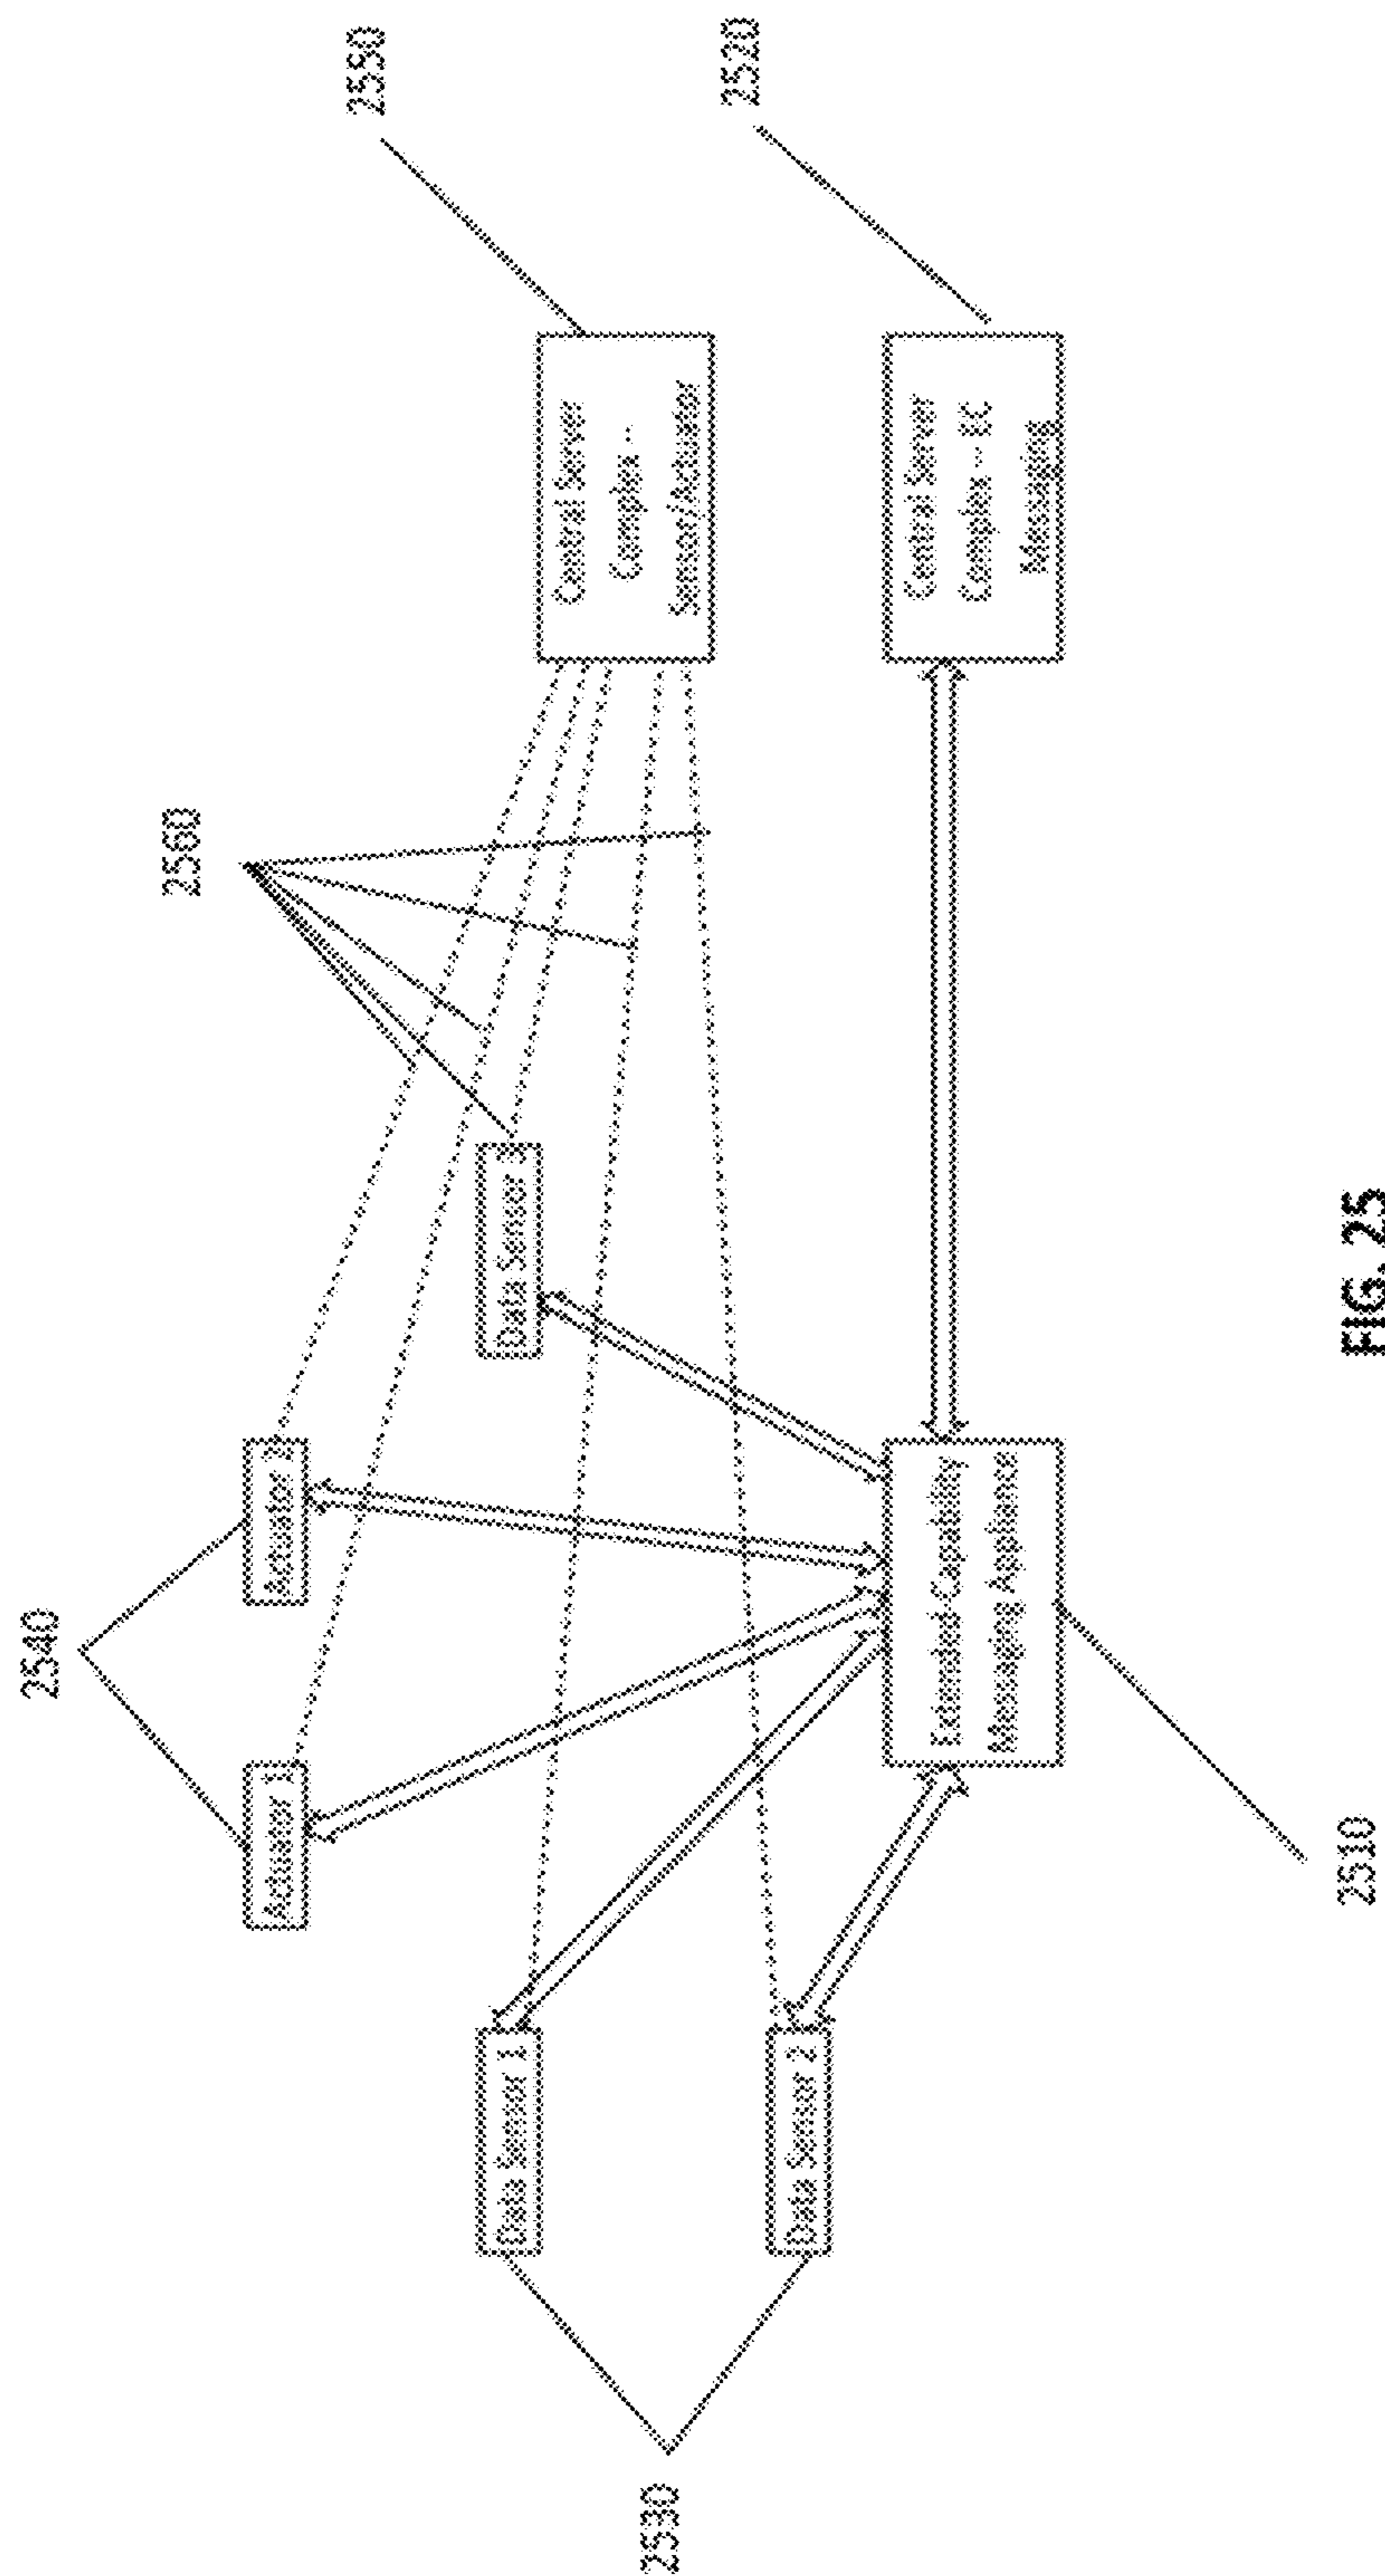 2540
2560
2550
2520
Actuator 1
Actuator 2
Data Sensor 1
Data Sensor 3
Central Server
Complex --
Sensor/Actuator
2530
Data Sensor 2
Extended Capability
Messaging Appliance
Central Server
Complex -- EC
Messaging
2510
FIG. 25